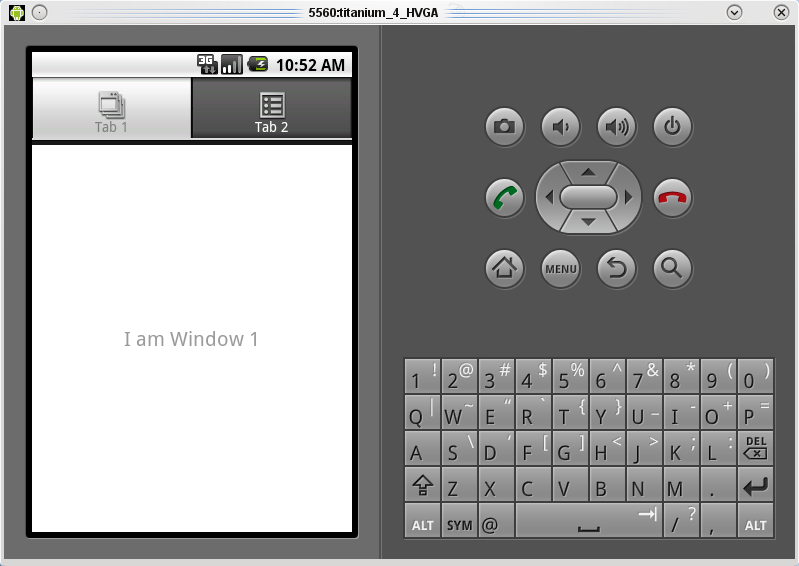 5560:titanium_4_HVGA
3G 10:52 AM
Tab 1 Tab 2
I am Window 1
MENU
1 ! 2 @ 3 # 4 $ 5 % 6 ^ 7 & 8 * 9 ( 0 )
Q | W ~ E “ R ` T { Y } U _ I - O + P =
A S \ D ‘ F [ G ] H < J > K ; L : DEL
Z X C V B N M .
ALT SYM @ / ? , ALT